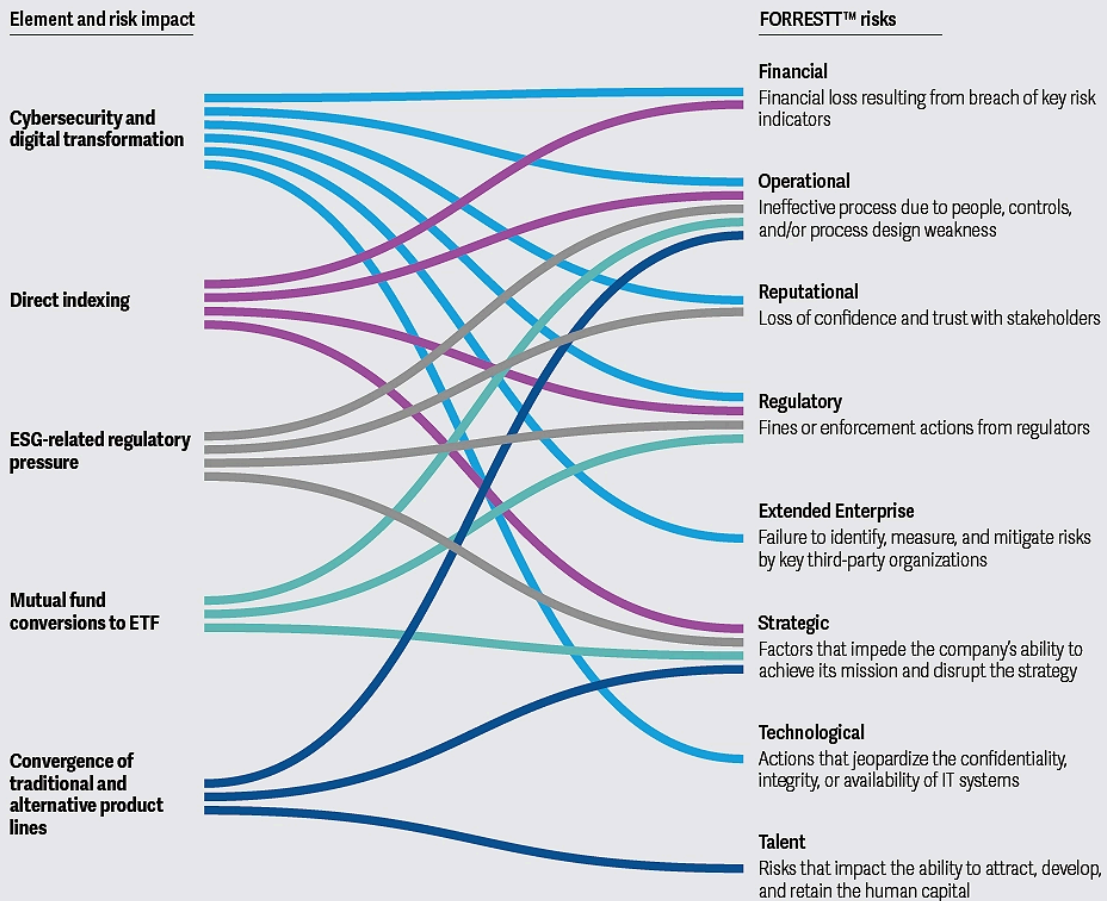 Element and risk impact
Cybersecurity and
digital transformation
Direct indexing
ESG-related regulatory
pressure
Mutual fund
conversions to ETF
Convergence of
traditional and
alternative product
lines
FORRESTT™ risks
Financial
Financial loss resulting from breach of key risk
indicators
Operational
Ineffective process due to people, controls,
and/or process design weakness
Reputational
Loss of confidence and trust with stakeholders
Regulatory
Fines or enforcement actions from regulators
Extended Enterprise
Failure to identify, measure, and mitigate risks
by key third-party organizations
Strategic
Factors that impede the company's ability to
achieve its mission and disrupt the strategy
Technological
Actions that jeopardize the confidentiality,
integrity, or availability of IT systems
Talent
Risks that impact the ability to attract, develop,
and retain the human capital